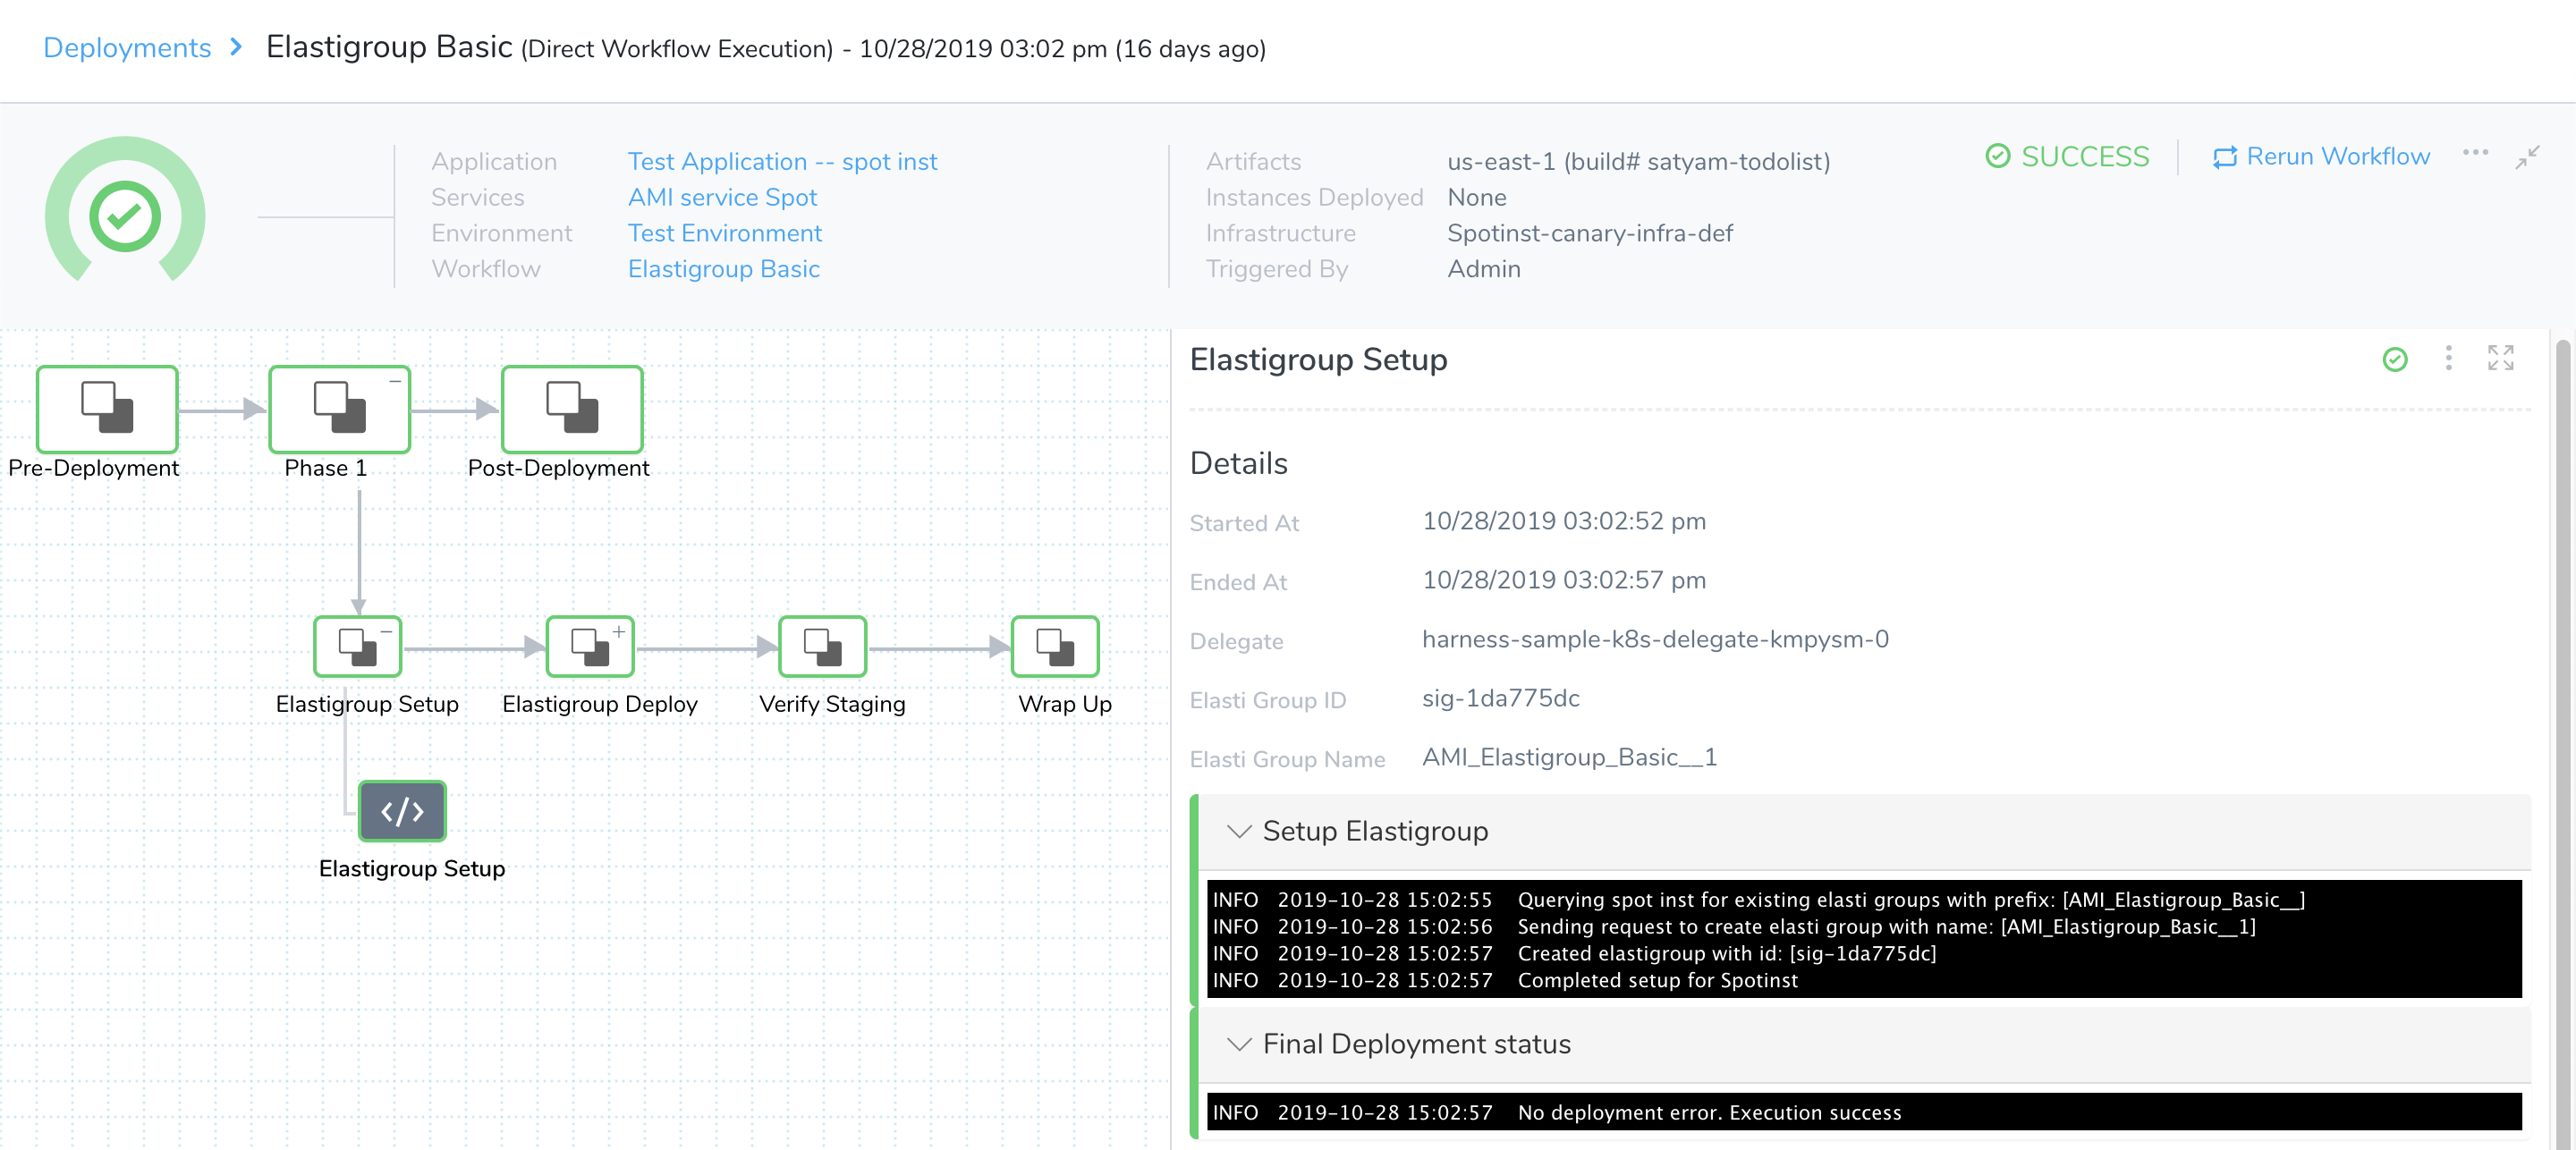 Deployments > Elastigroup Basic (Direct Workflow Execution) - 10/28/2019 03:02 pm (16 days ago)
Application Test Application -- spot inst
Services AMI service Spot
Environment Test Environment
Workflow Elastigroup Basic
Artifacts us-east-1 (build# satyam-todolist)
Instances Deployed None
Infrastructure Spotinst-canary-infra-def
Triggered By Admin
SUCCESS
Rerun Workflow
Pre-Deployment
Phase 1
Post-Deployment
Elastigroup Setup
Elastigroup Deploy
Verify Staging
Wrap Up
</>
Elastigroup Setup
Elastigroup Setup
Details
Started At 10/28/2019 03:02:52 pm
Ended At 10/28/2019 03:02:57 pm
Delegate harness-sample-k8s-delegate-kmpysm-0
Elasti Group ID sig-1da775dc
Elasti Group Name AMI_Elastigroup_Basic__1
Setup Elastigroup
INFO 2019-10-28 15:02:55 Querying spot inst for existing elasti groups with prefix: [AMI_Elastigroup_Basic__]
INFO 2019-10-28 15:02:56 Sending request to create elasti group with name: [AMI_Elastigroup_Basic__1]
INFO 2019-10-28 15:02:57 Created elastigroup with id: [sig-1da775dc]
INFO 2019-10-28 15:02:57 Completed setup for Spotinst
Final Deployment status
INFO 2019-10-28 15:02:57 No deployment error. Execution success